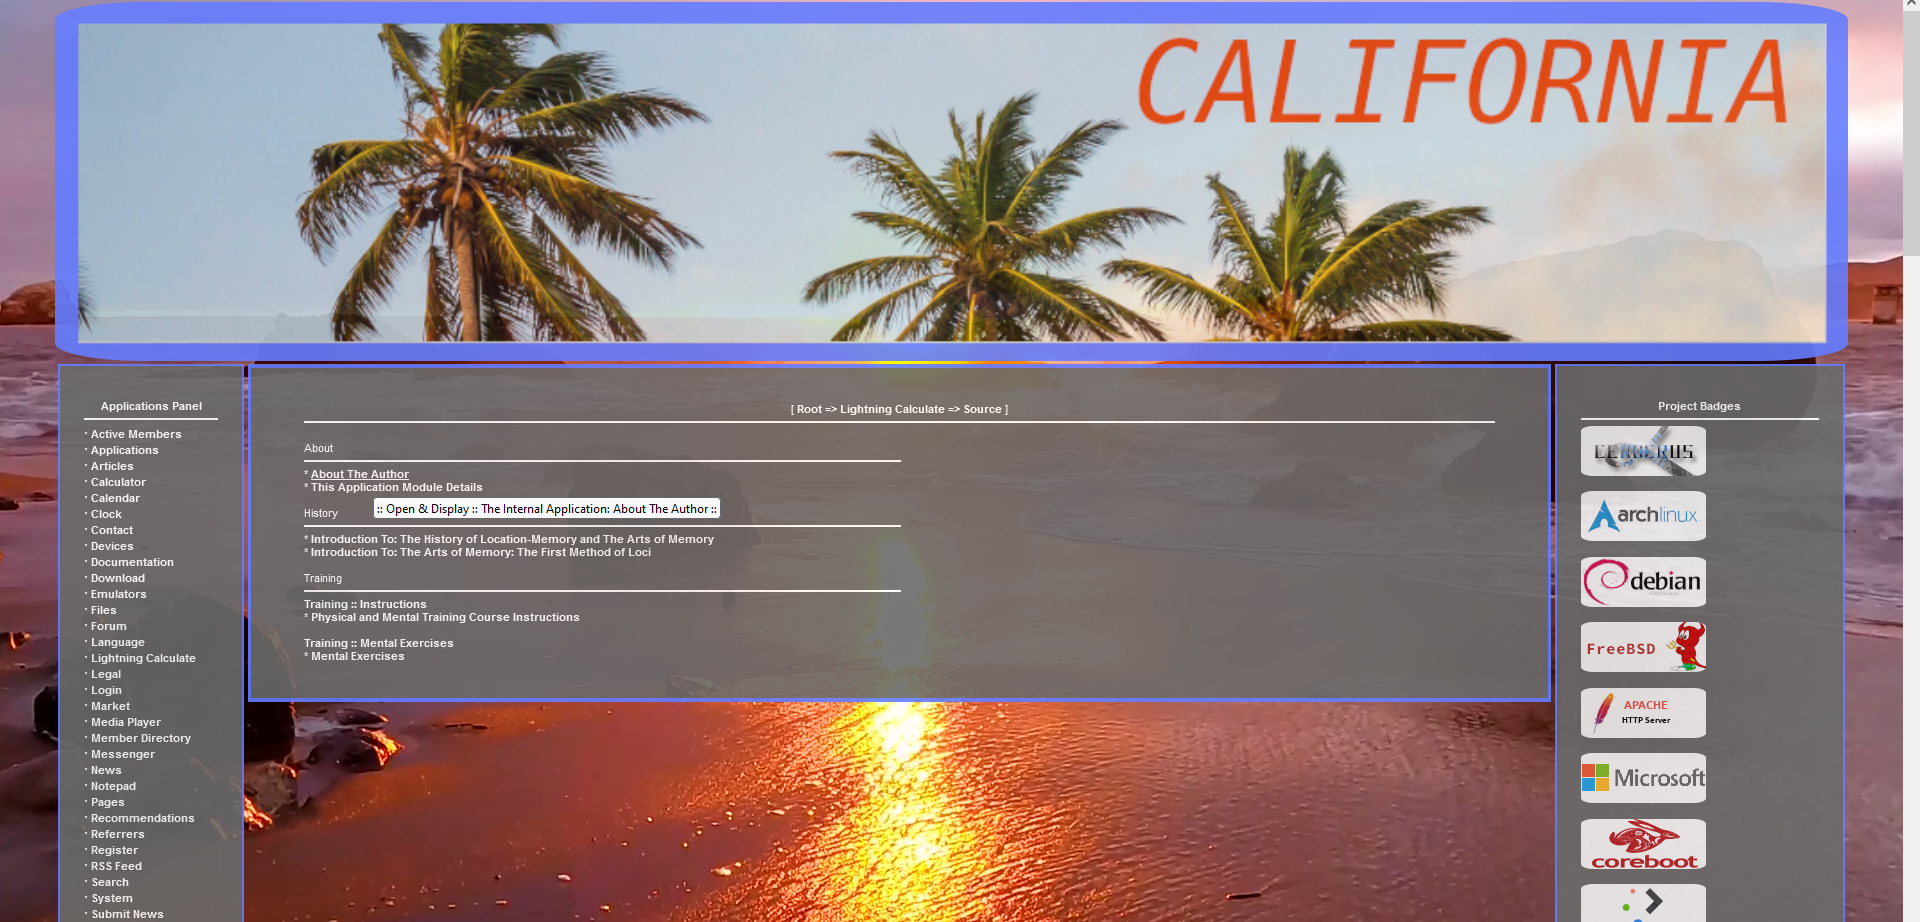 CALIFORNIA
Applications Panel
· Active Members
· Applications
· Articles
· Calculator
· Calendar
· Clock
· Contact
· Devices
· Documentation
· Download
· Emulators
· Files
· Forum
· Language
· Lightning Calculate
· Legal
· Login
· Market
· Media Player
· Member Directory
· Messenger
· News
· Notepad
· Pages
· Recommendations
· Referrers
· Register
· RSS Feed
· Search
· System
· Submit News
[ Root => Lightning Calculate => Source ]
About
* About The Author
* This Application Module Details
:: Open & Display :: The Internal Application: About The Author ::
History
* Introduction To: The History of Location-Memory and The Arts of Memory
* Introduction To: The Arts of Memory: The First Method of Loci
Training
Training :: Instructions
* Physical and Mental Training Course Instructions
Training :: Mental Exercises
* Mental Exercises
Project Badges
CERBERUS
archlinux
debian
FreeBSD
APACHE
HTTP Server
Microsoft
coreboot